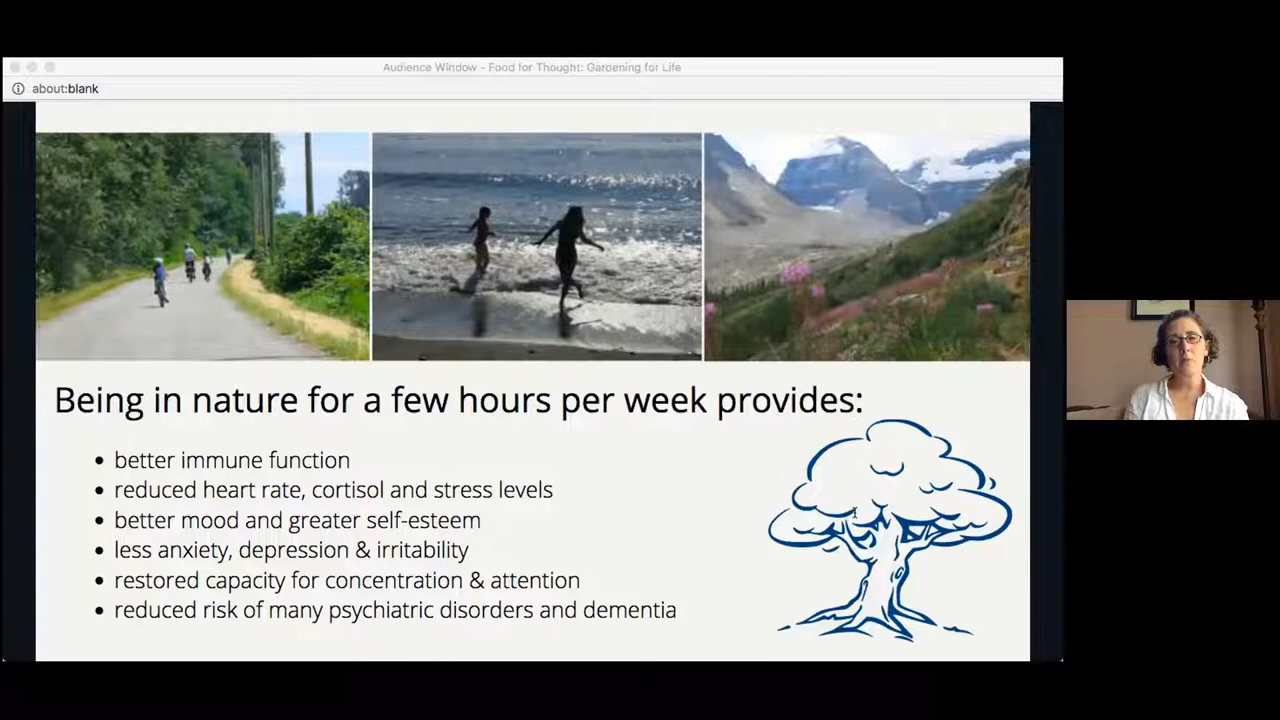 Audience Window - Food for Thought: Gardening for Life
about:blank
Being in nature for a few hours per week provides:
• better immune function
• reduced heart rate, cortisol and stress levels
• better mood and greater self-esteem
• less anxiety, depression & irritability
• restored capacity for concentration & attention
• reduced risk of many psychiatric disorders and dementia